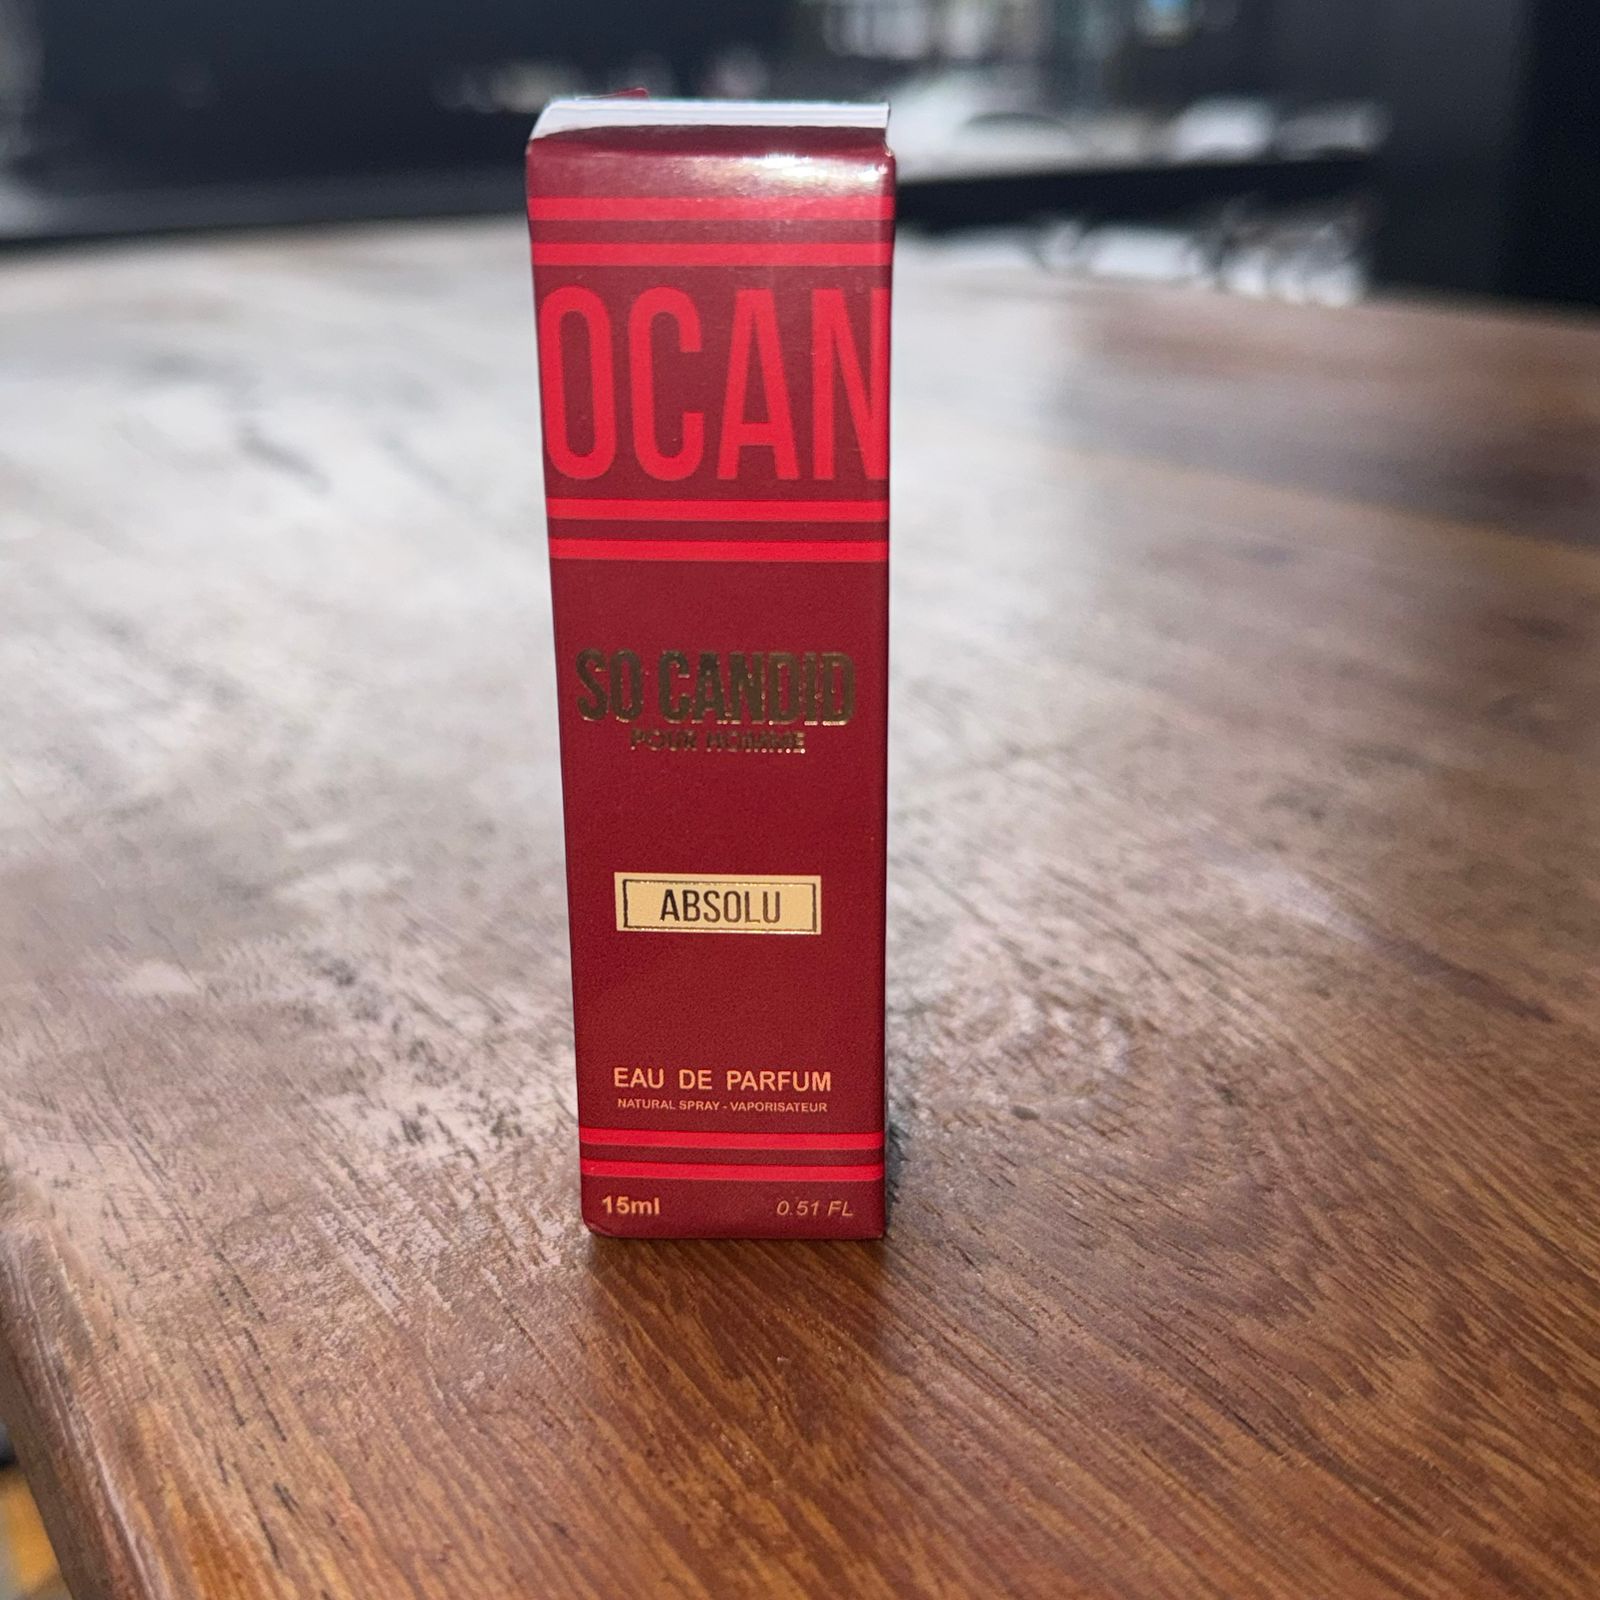 OCAN
SO CANDID
POUR HOMME
ABSOLU
EAU DE PARFUM
NATURAL SPRAY - VAPORISATEUR
15ml 0.51 FL